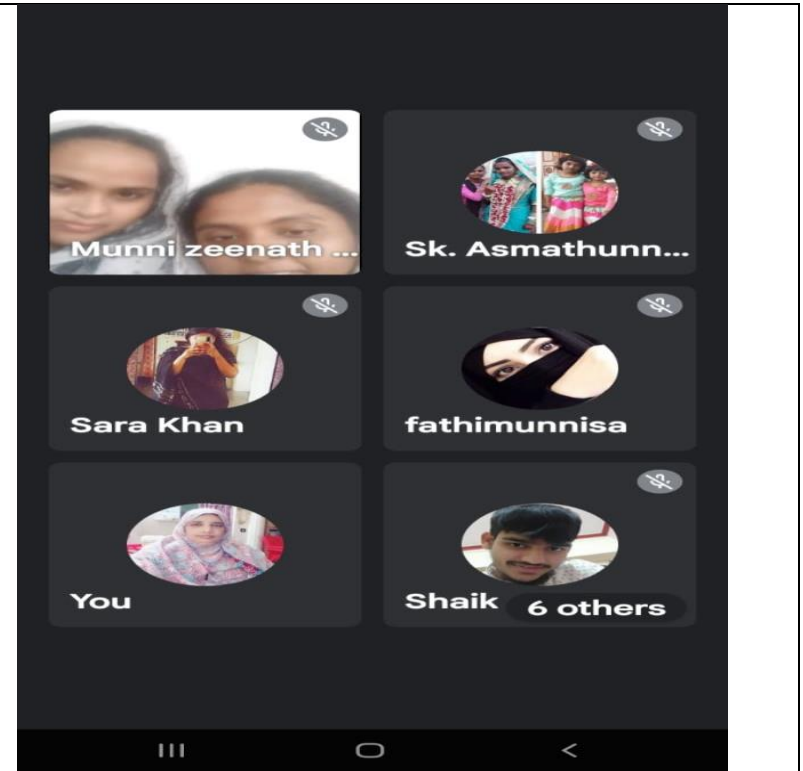 Munni zeenath ...
Sk. Asmathunn...
Sara Khan
fathimunnisa
You
Shaik
6 others